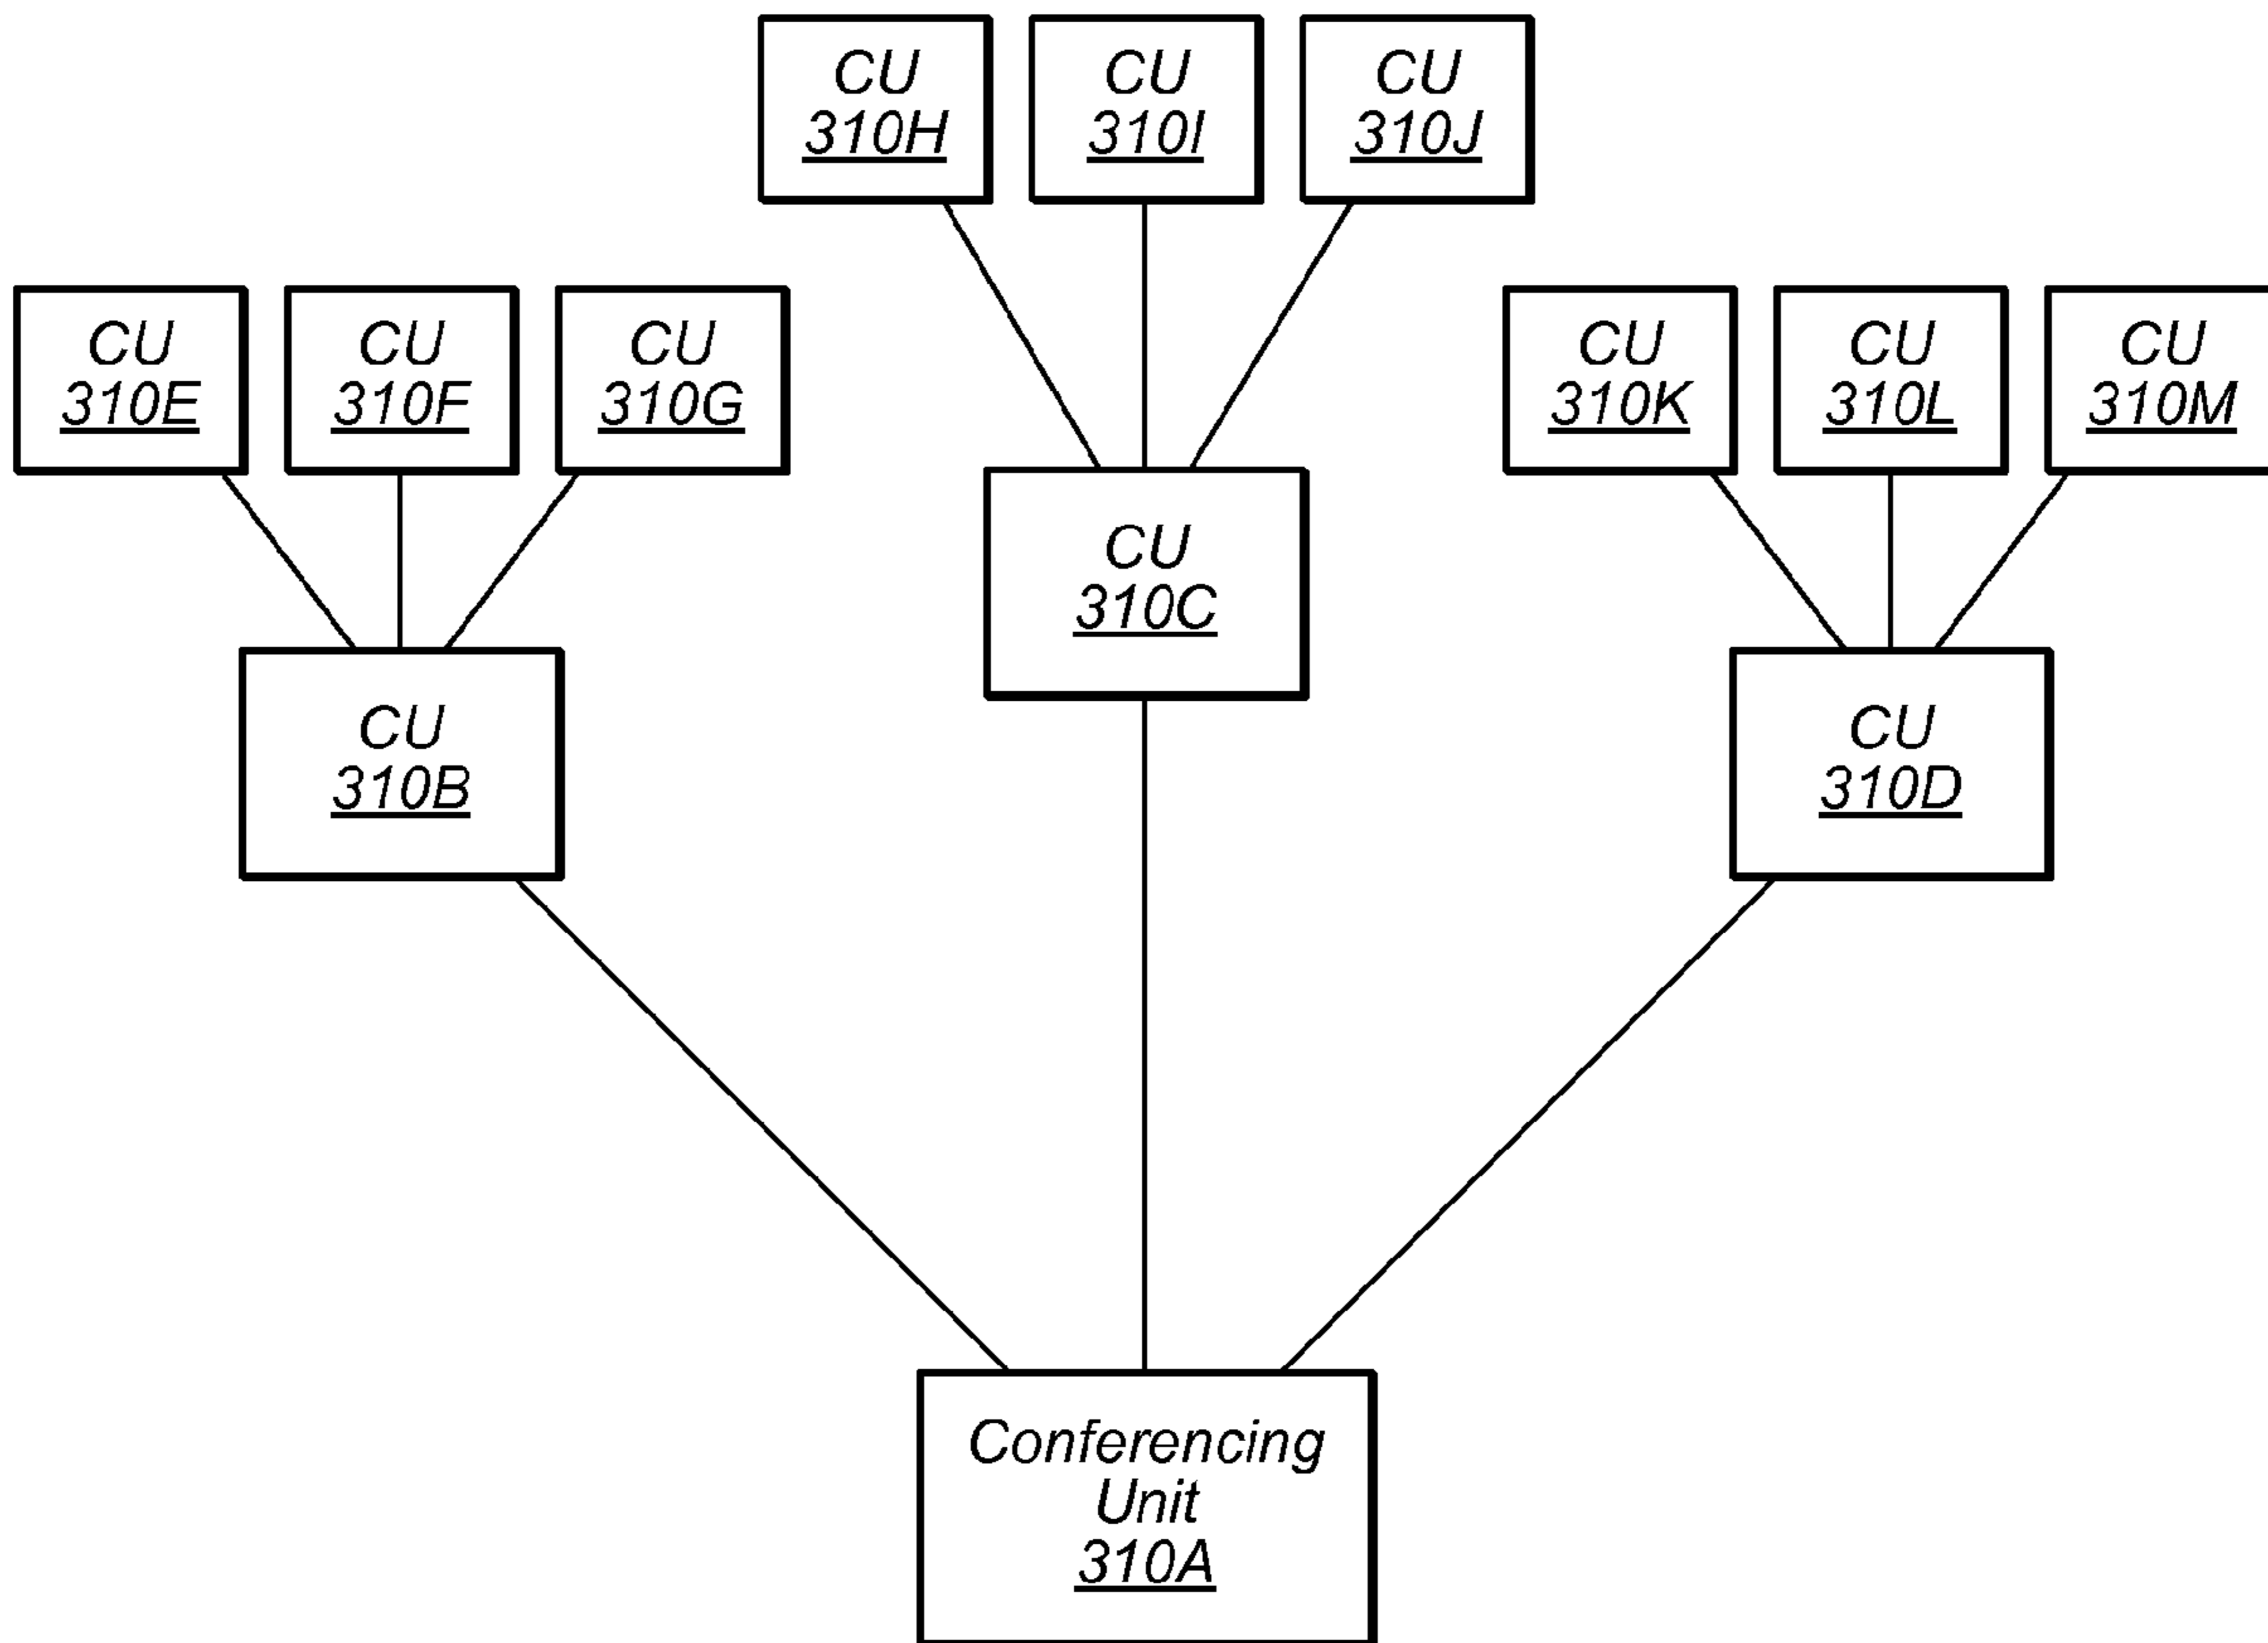 CU
310H
CU
310I
CU
310J
CU
310E
CU
310F
CU
310G
CU
310K
CU
310L
CU
310M
CU
310C
CU
310B
CU
310D
Conferencing
Unit
310A